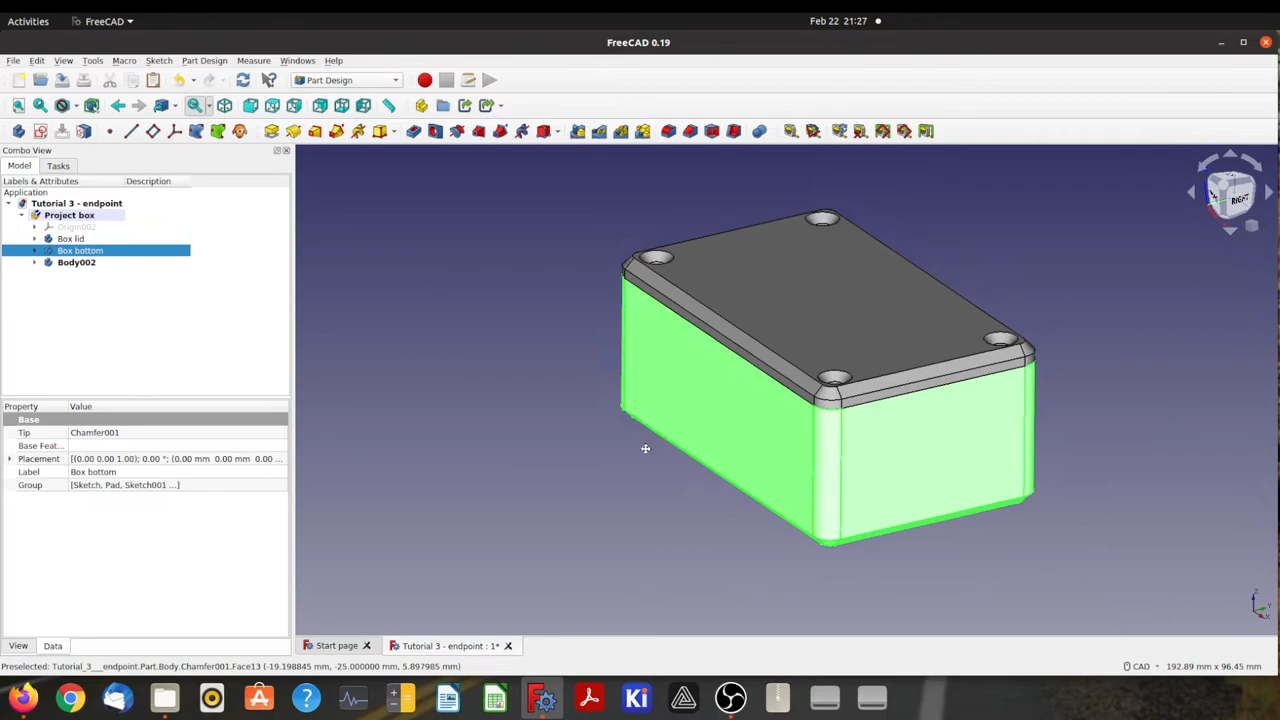 Activities
FreeCAD
Feb 22 21:27
FreeCAD 0.19
File Edit View Tools Macro Sketch Part Design Measure Windows Help
Part Design
Combo View
Model Tasks
Labels & Attributes Description
Application
Tutorial 3 - endpoint
Project box
Origin002
Box lid
Box bottom
Body002
RIGHT
Property Value
Base
Tip Chamfer001
Base Feat...
Placement [(0.00 0.00 1.00); 0.00 °; (0.00 mm 0.00 mm 0.00 ...
Label Box bottom
Group [Sketch, Pad, Sketch001 ...]
Z
Y
X
View Data
Start page
Tutorial 3 - endpoint : 1*
Preselected: Tutorial_3___endpoint.Part.Body.Chamfer001.Face13 (-19.198845 mm, -25.000000 mm, 5.897985 mm)
CAD
192.89 mm x 96.45 mm
Ki